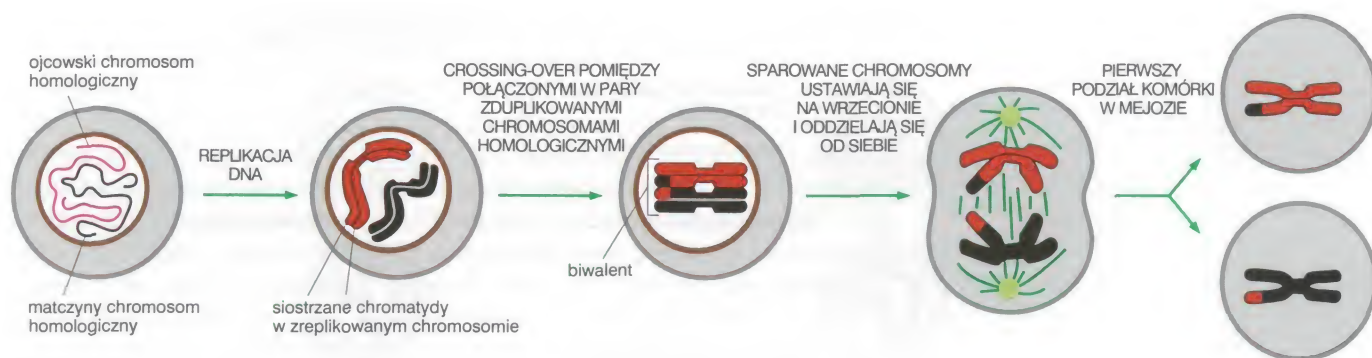 ojcowski chromosom
homologiczny
matczyny chromosom
homologiczny
REPLIKACJA
DNA
siostrzane chromatydy
w zreplikowanym chromosomie
CROSSING-OVER POMIĘDZY
POŁĄCZONYMI W PARY
ZDUPLIKOWANYMI
CHROMOSOMAMI
HOMOLOGICZNYMI
biwalent
SPAROWANE CHROMOSOMY
USTAWIAJĄ SIĘ
NA WRZECIONIE
I ODDZIELAJĄ SIĘ
OD SIEBIE
PIERWSZY
PODZIAŁ KOMÓRKI
W MEJOZIE